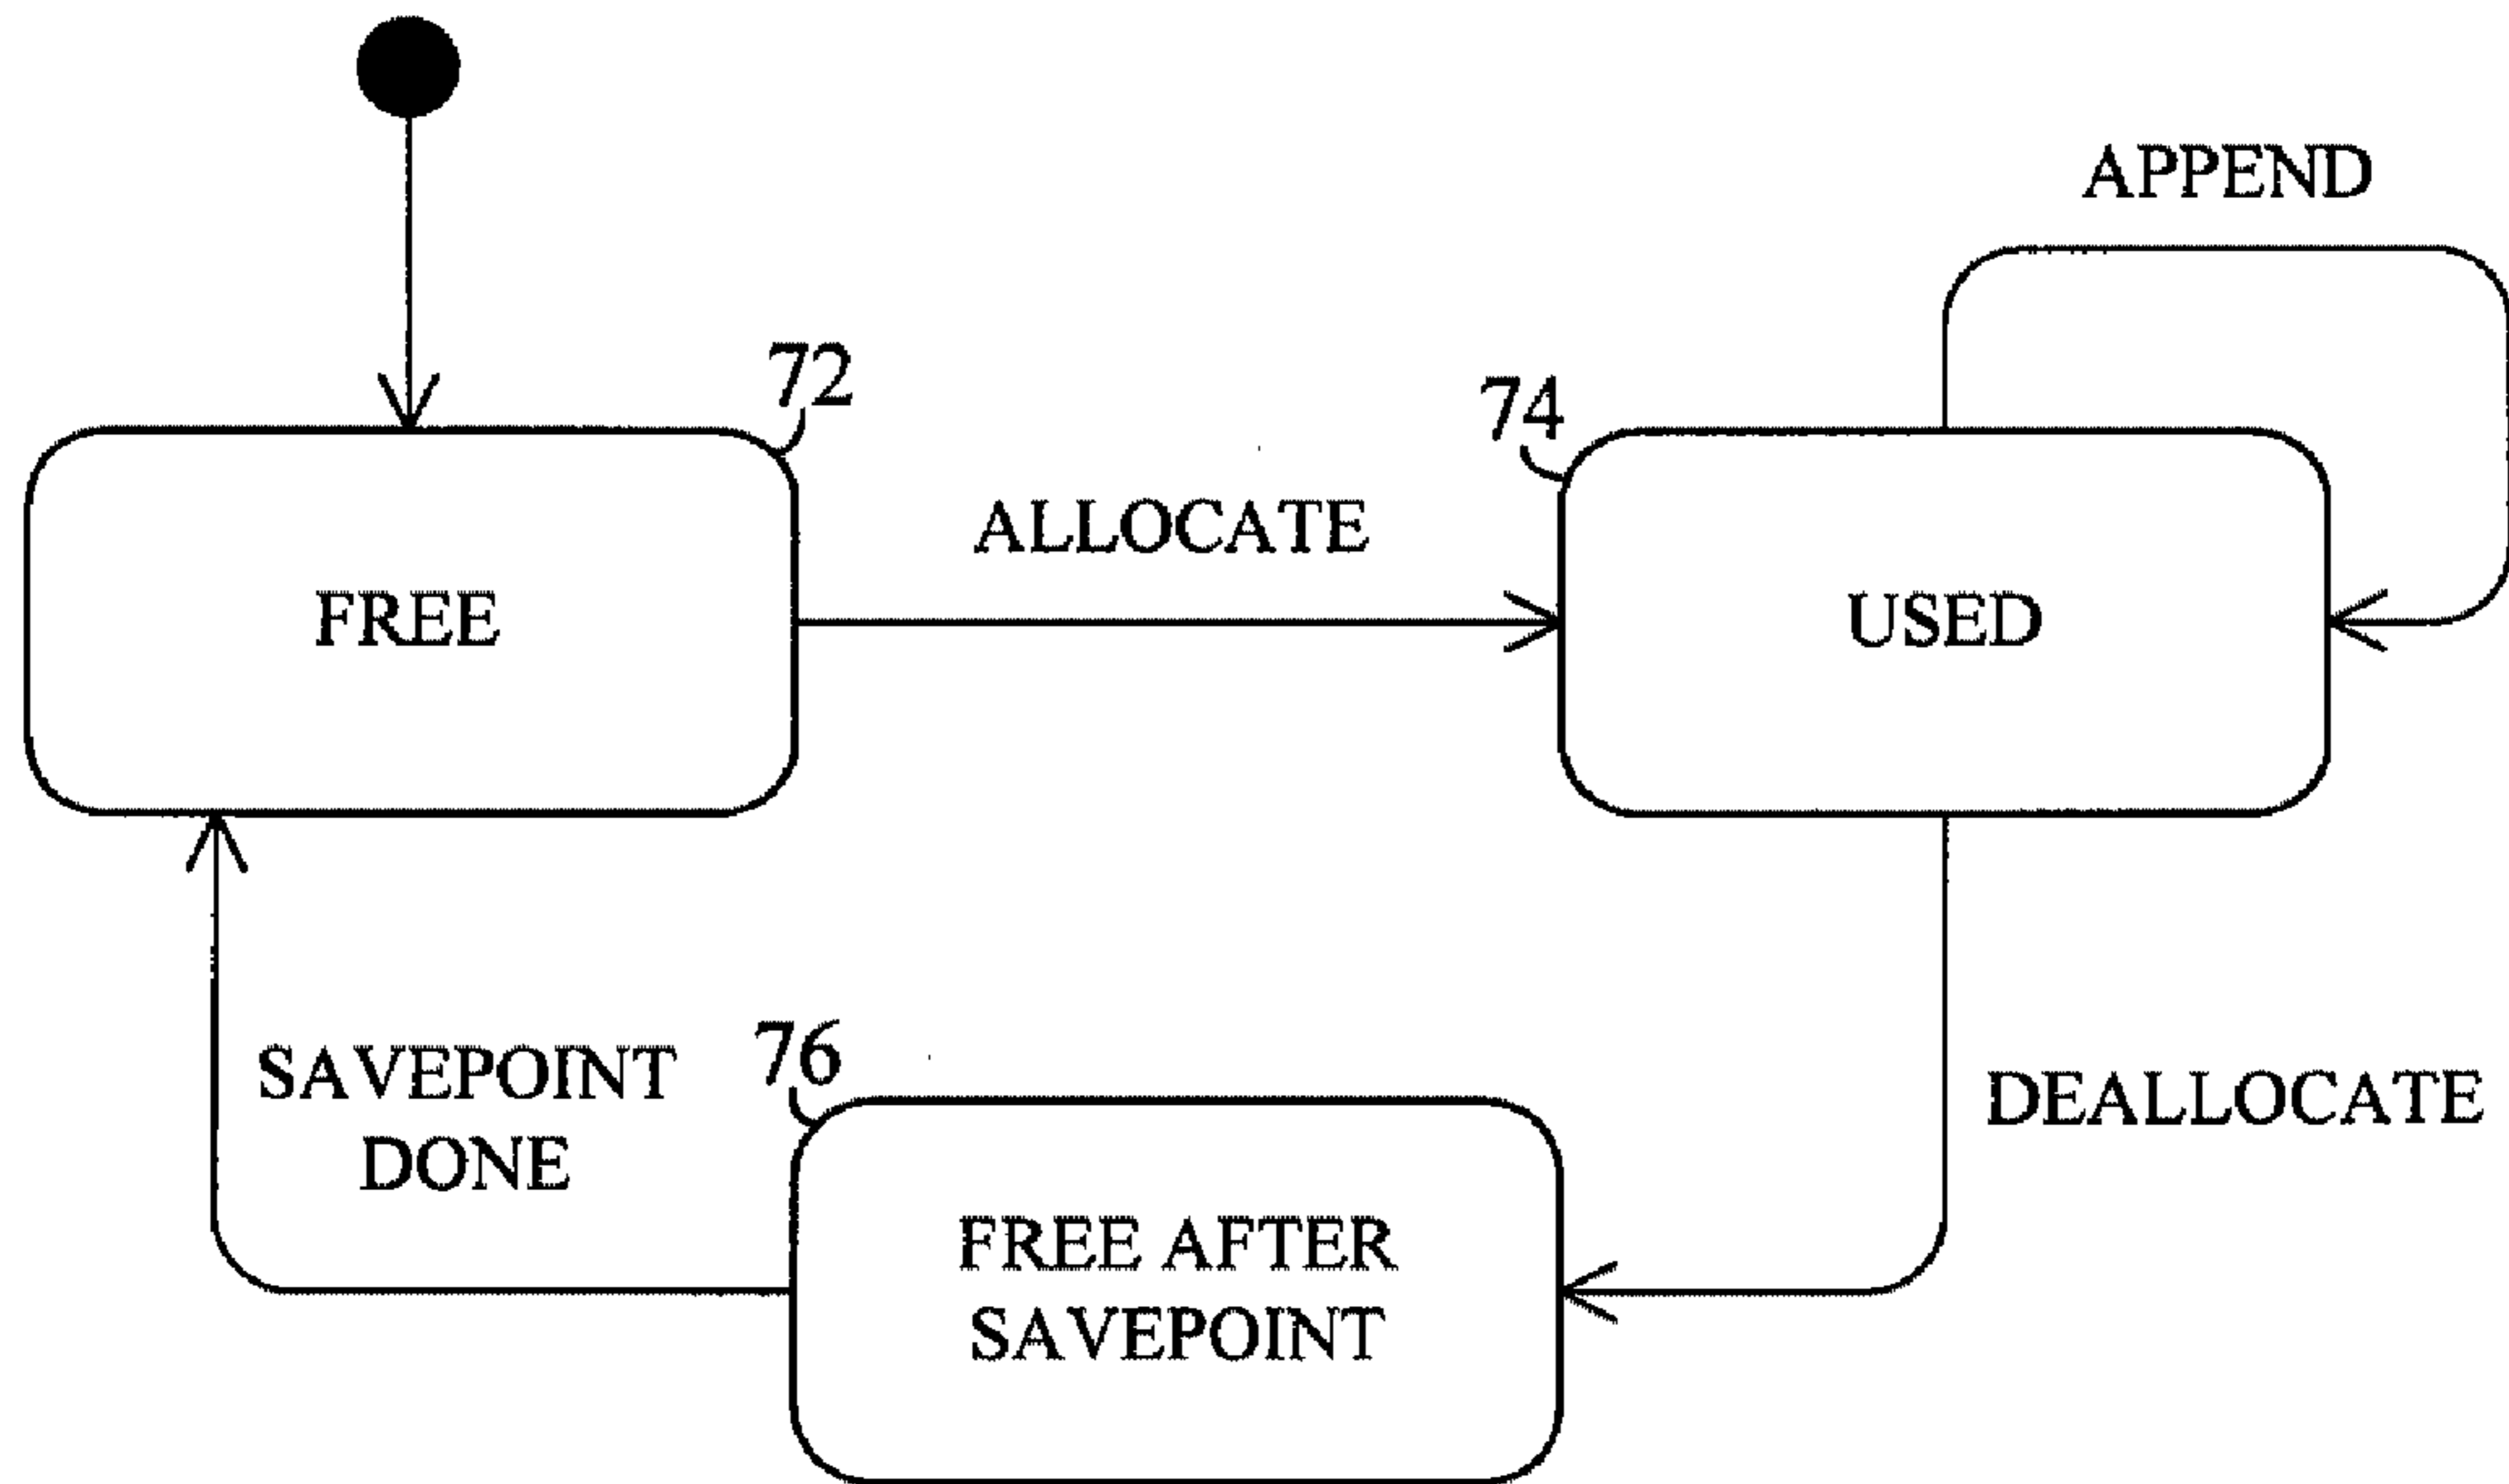 APPEND
72
74
ALLOCATE
FREE
USED
SAVEPOINT
DONE
76
DEALLOCATE
FREE AFTER
SAVEPOINT